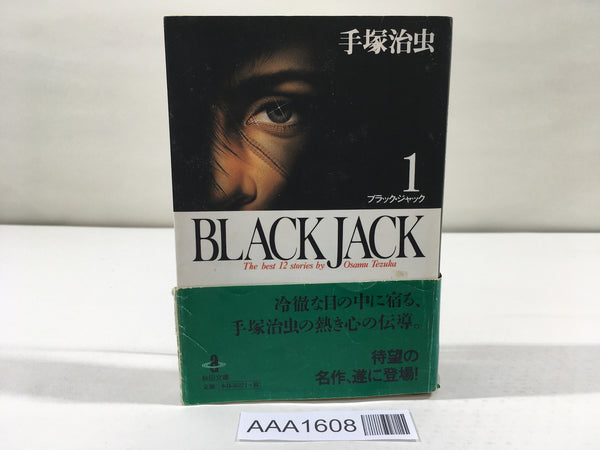 手塚治虫
1
ブラック・ジャック
BLACK JACK
The best 12 stories by Osamu Tezuka
冷徹な目の中に宿る、
手塚治虫の熱き心の伝導。
待望の
名作、遂に登場!
a
秋田文庫
AAA1608